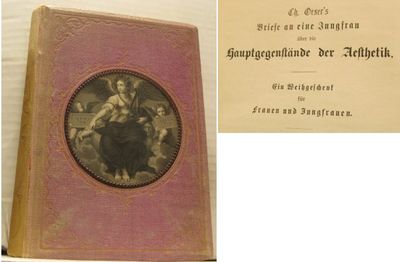 Ch. Oeser's
Briefe an eine Jungfrau
über die
Hauptgegenstände der Aesthetik.
Ein Weihgeschenk
für
Frauen und Jungfrauen.